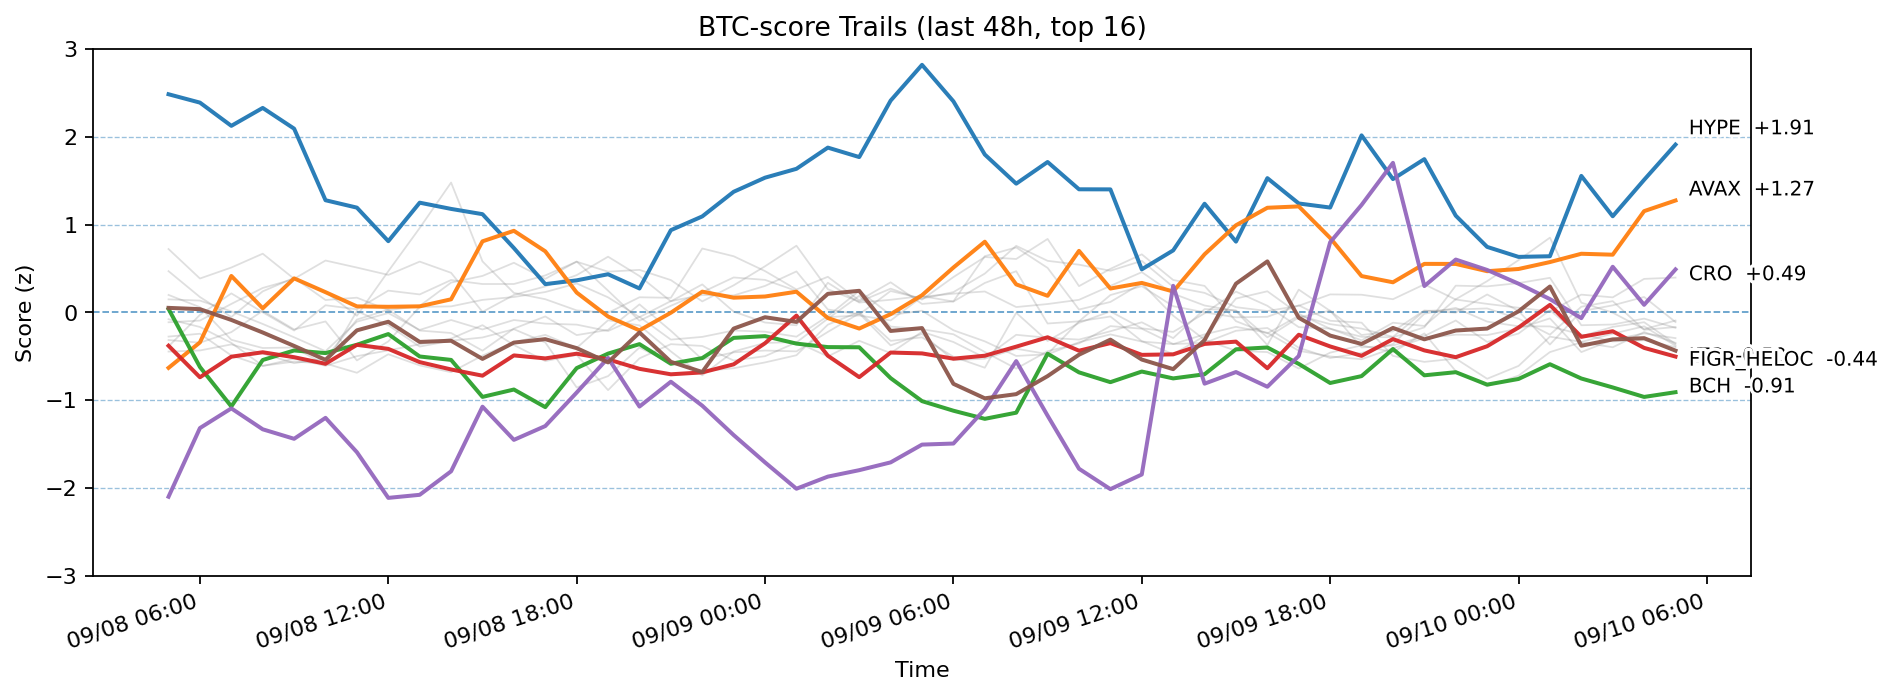 BTC-score Trails (last 48h, top 16)
Score (z)
3
2
1
0
−1
−2
−3
HYPE +1.91
AVAX +1.27
CRO +0.49
FIGR_HELOC -0.44
BCH -0.91
09/08 06:00
09/08 12:00
09/08 18:00
09/09 00:00
09/09 06:00
09/09 12:00
09/09 18:00
09/10 00:00
09/10 06:00
Time